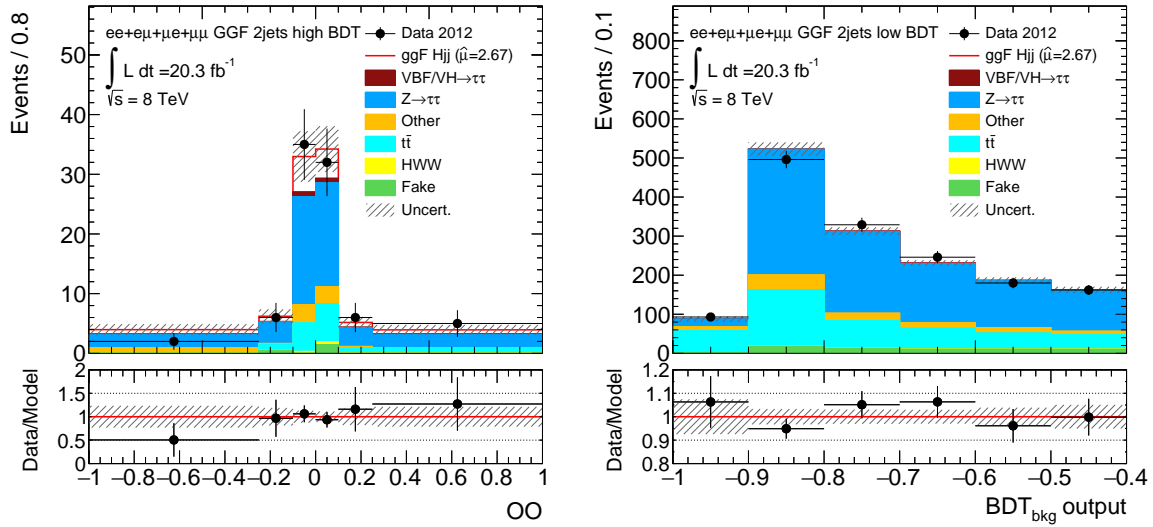 ee+eμ+μe+μμ GGF 2jets high BDT
∫ L dt =20.3 fb⁻¹
√s = 8 TeV
Data 2012
ggF Hjj (μ̂=2.67)
VBF/VH→ττ
Z→ττ
Other
tt̄
HWW
Fake
Uncert.
Events / 0.8
50
40
30
20
10
0
Data/Model
2
1.5
1
0.5
0
−1 −0.8 −0.6 −0.4 −0.2 0 0.2 0.4 0.6 0.8 1
OO
ee+eμ+μe+μμ GGF 2jets low BDT
∫ L dt =20.3 fb⁻¹
√s = 8 TeV
Data 2012
ggF Hjj (μ̂=2.67)
VBF/VH→ττ
Z→ττ
Other
tt̄
HWW
Fake
Uncert.
Events / 0.1
800
700
600
500
400
300
200
100
0
Data/Model
1.2
1.1
1
0.9
0.8
−1 −0.9 −0.8 −0.7 −0.6 −0.5 −0.4
BDT_bkg output